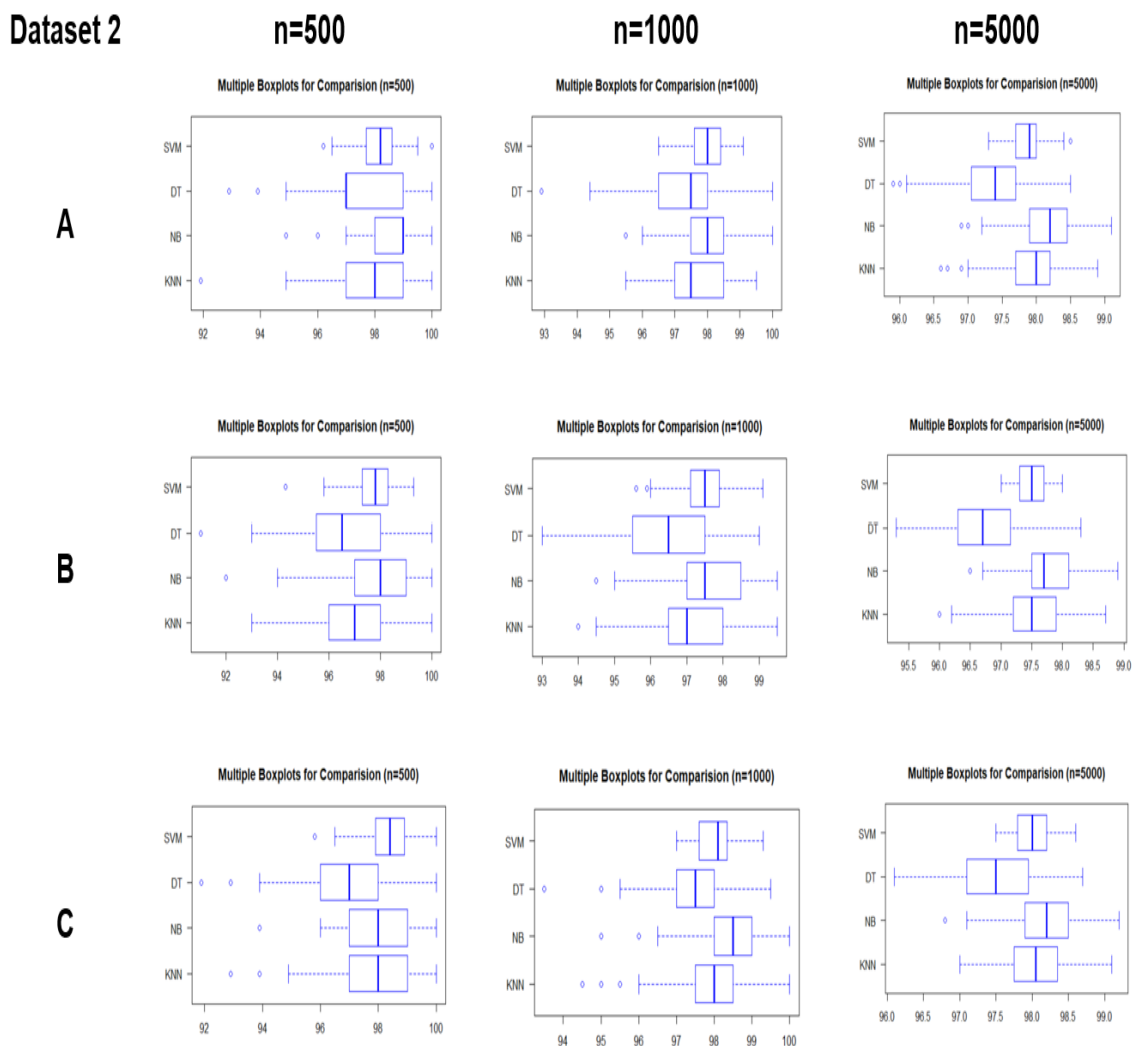 Dataset 2 n=500 n=1000 n=5000
Multiple Boxplots for Comparision (n=500)
SVM
DT
NB
KNN
92 94 96 98 100
Multiple Boxplots for Comparision (n=1000)
SVM
DT
NB
KNN
93 94 95 96 97 98 99 100
Multiple Boxplots for Comparision (n=5000)
SVM
DT
NB
KNN
96.0 96.5 97.0 97.5 98.0 98.5 99.0
A
Multiple Boxplots for Comparision (n=500)
SVM
DT
NB
KNN
92 94 96 98 100
Multiple Boxplots for Comparision (n=1000)
SVM
DT
NB
KNN
93 94 95 96 97 98 99
Multiple Boxplots for Comparision (n=5000)
SVM
DT
NB
KNN
95.5 96.0 96.5 97.0 97.5 98.0 98.5 99.0
B
Multiple Boxplots for Comparision (n=500)
SVM
DT
NB
KNN
92 94 96 98 100
Multiple Boxplots for Comparision (n=1000)
SVM
DT
NB
KNN
94 95 96 97 98 99 100
Multiple Boxplots for Comparision (n=5000)
SVM
DT
NB
KNN
96.0 96.5 97.0 97.5 98.0 98.5 99.0
C